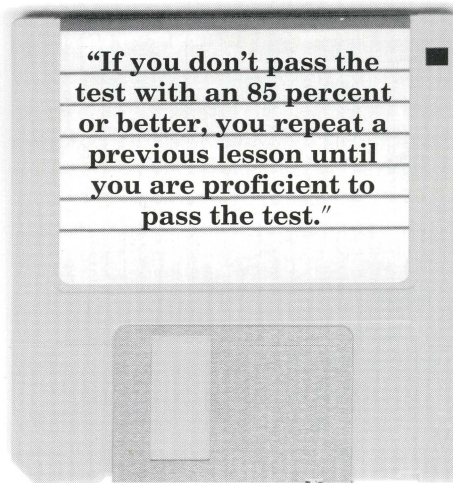 “If you don’t pass the
test with an 85 percent
or better, you repeat a
previous lesson until
you are proficient to
pass the test."